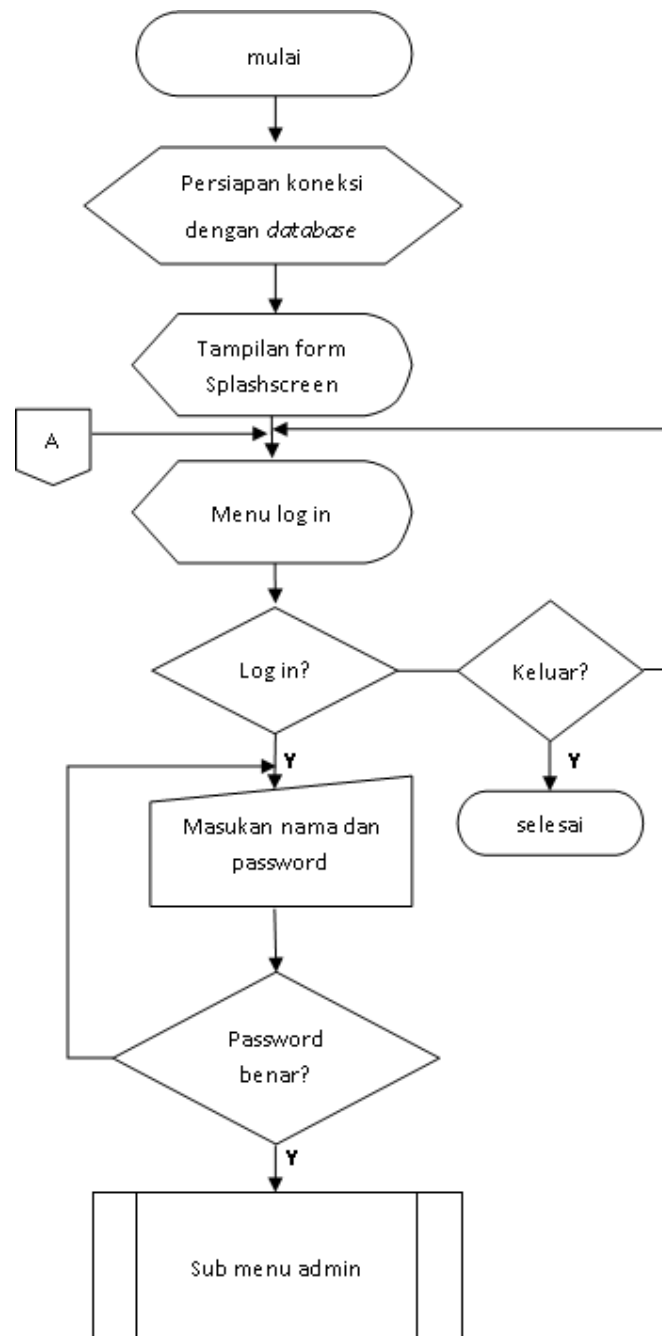 mulai
Persiapan koneksi
dengan database
Tampilan form
Splashscreen
A
Menu log in
Log in?
Keluar?
Y
Y
Masukan nama dan
password
selesai
Password
benar?
Y
Sub menu admin